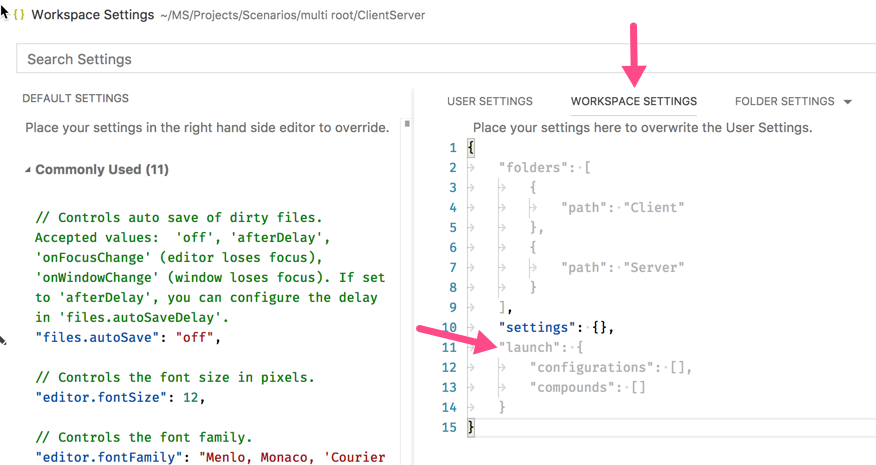 { } Workspace Settings ~/MS/Projects/Scenarios/multi root/ClientServer
Search Settings
DEFAULT SETTINGS
Place your settings in the right hand side editor to override.
Commonly Used (11)
// Controls auto save of dirty files.
Accepted values:  'off', 'afterDelay',
'onFocusChange' (editor loses focus),
'onWindowChange' (window loses focus). If set
to 'afterDelay', you can configure the delay
in 'files.autoSaveDelay'.
"files.autoSave": "off",
// Controls the font size in pixels.
"editor.fontSize": 12,
// Controls the font family.
"editor.fontFamily": "Menlo, Monaco, 'Courier
USER SETTINGS WORKSPACE SETTINGS FOLDER SETTINGS
Place your settings here to overwrite the User Settings.
1 {
2 "folders": [
3 {
4 "path": "Client"
5 },
6 {
7 "path": "Server"
8 }
9 ],
10 "settings": {},
11 "launch": {
12 "configurations": [],
13 "compounds": []
14 }
15 }